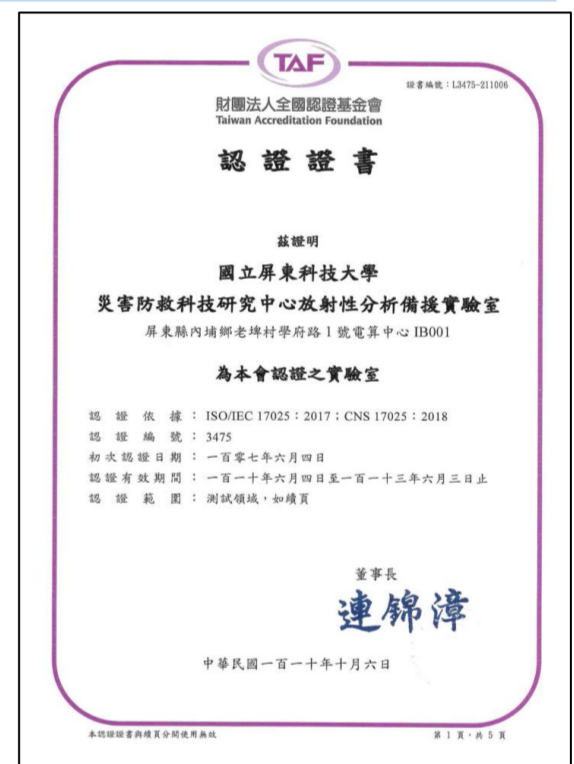 TAF
證書編號：L3475-211006
財團法人全國認證基金會
Taiwan Accreditation Foundation
認證證書
茲證明
國立屏東科技大學
災害防救科技研究中心放射性分析備援實驗室
屏東縣內埔鄉老埤村學府路 1 號電算中心 IB001
為本會認證之實驗室
認證依據：ISO/IEC 17025：2017；CNS 17025：2018
認證編號：3475
初次認證日期：一百零七年六月四日
認證有效期間：一百一十年六月四日至一百一十三年六月三日止
認證範圍：測試領域，如續頁
董事長
連錦漳
中華民國一百一十年十月六日
本認證證書與續頁分開使用無效
第 1 頁，共 5 頁